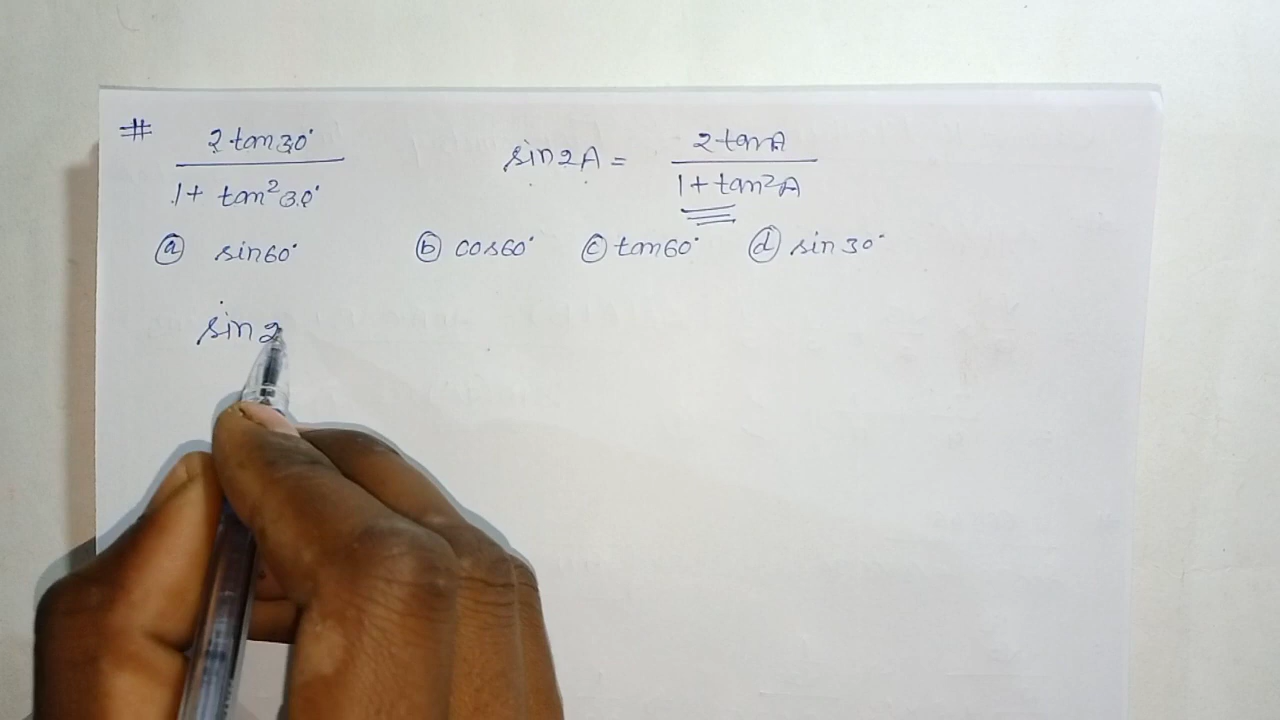 # 2 tan 30° / 1 + tan² 30°    sin 2A = 2 tan A / 1 + tan² A
(a) sin 60°    (b) cos 60°    (c) tan 60°    (d) sin 30°
sin 2